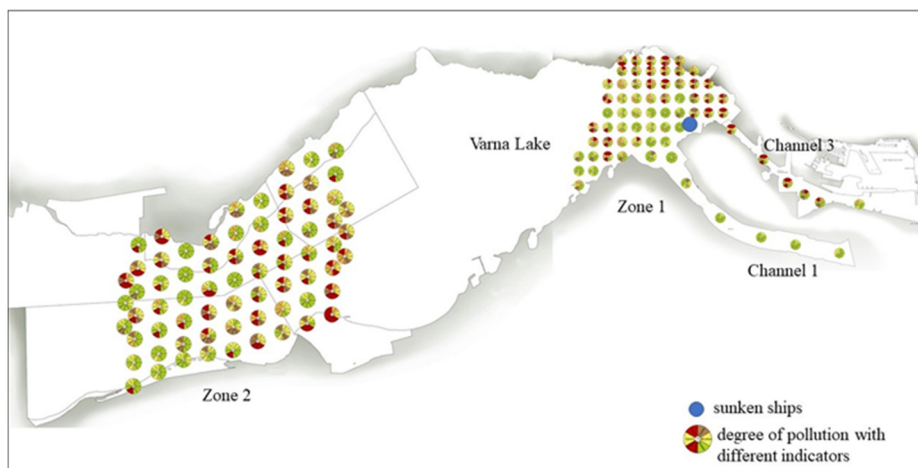 Varna Lake
Channel 3
Zone 1
Channel 1
Zone 2
sunken ships
degree of pollution with
different indicators